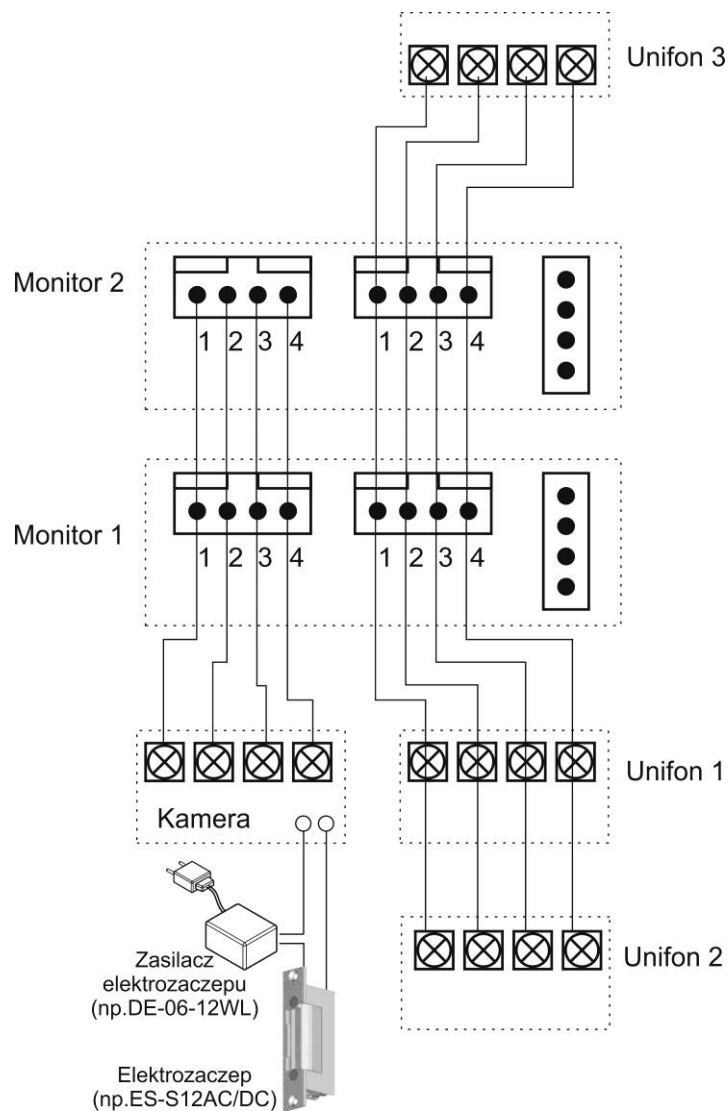 Unifon 3
Monitor 2
1 2 3 4
1 2 3 4
Monitor 1
1 2 3 4
1 2 3 4
Unifon 1
Kamera
Unifon 2
Zasilacz
elektrozaczepu
(np.DE-06-12WL)
Elektrozaczep
(np.ES-S12AC/DC)